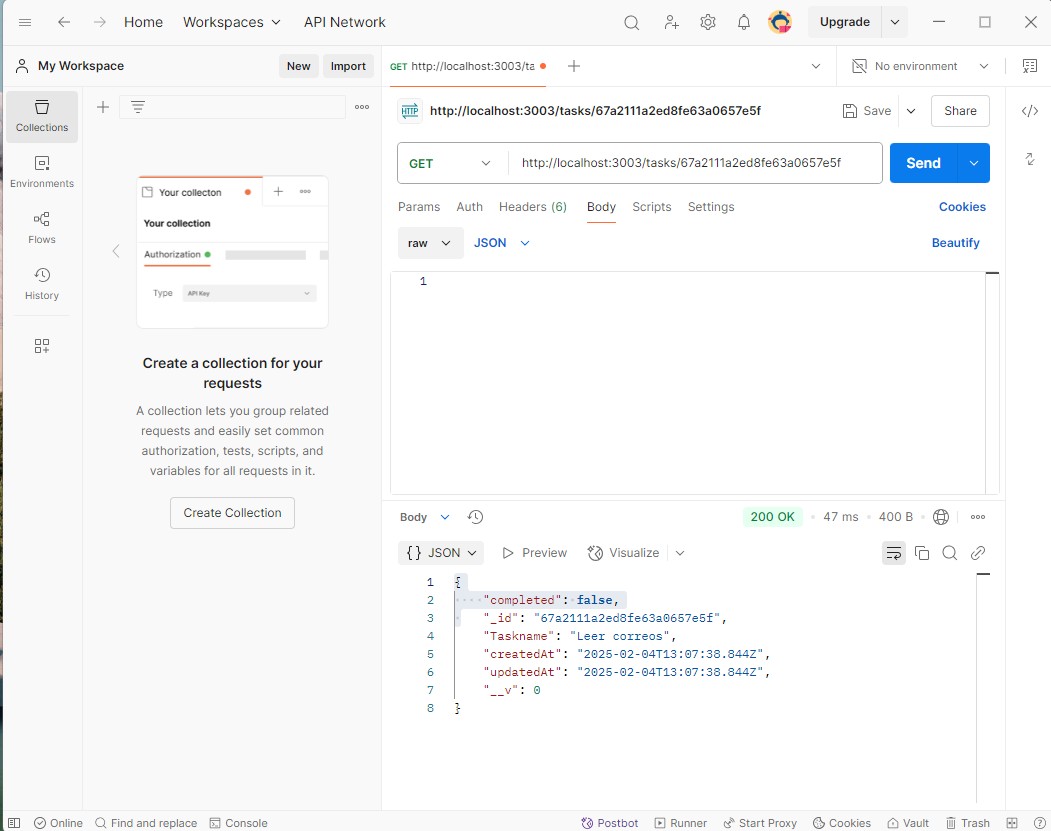 Home Workspaces API Network Upgrade
My Workspace New Import GET http://localhost:3003/ta No environment
Collections
Environments
Flows
History
Your collecton
Your collection
Authorization
Type API Key
Create a collection for your
requests
A collection lets you group related
requests and easily set common
authorization, tests, scripts, and
variables for all requests in it.
Create Collection
HTTP http://localhost:3003/tasks/67a2111a2ed8fe63a0657e5f Save Share
GET http://localhost:3003/tasks/67a2111a2ed8fe63a0657e5f Send
Params Auth Headers (6) Body Scripts Settings Cookies
raw JSON Beautify
1
Body 200 OK • 47 ms • 400 B
{} JSON Preview Visualize
1 {
2 "completed": false,
3 "_id": "67a2111a2ed8fe63a0657e5f",
4 "Taskname": "Leer correos",
5 "createdAt": "2025-02-04T13:07:38.844Z",
6 "updatedAt": "2025-02-04T13:07:38.844Z",
7 "__v": 0
8 }
Online Find and replace Console Postbot Runner Start Proxy Cookies Vault Trash